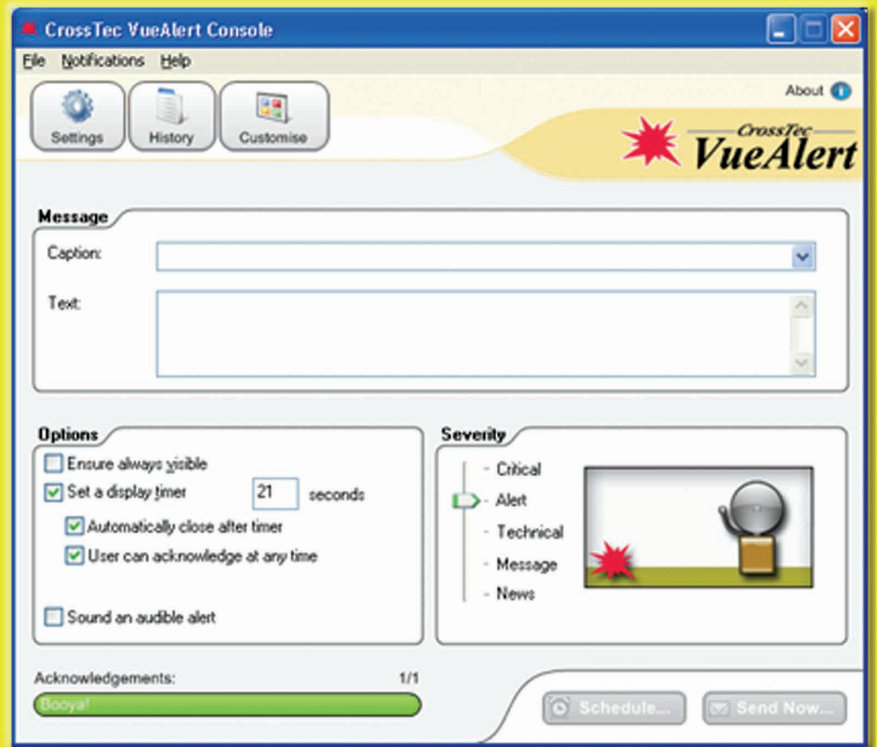 CrossTec VueAlert Console
File Notifications Help
Settings History Customise
About
CrossTec
VueAlert
Message
Caption:
Text:
Options
Ensure always visible
Set a display timer 21 seconds
Automatically close after timer
User can acknowledge at any time
Sound an audible alert
Severity
- Critical
- Alert
- Technical
- Message
- News
Acknowledgements: 1/1
Booya!
Schedule... Send Now...